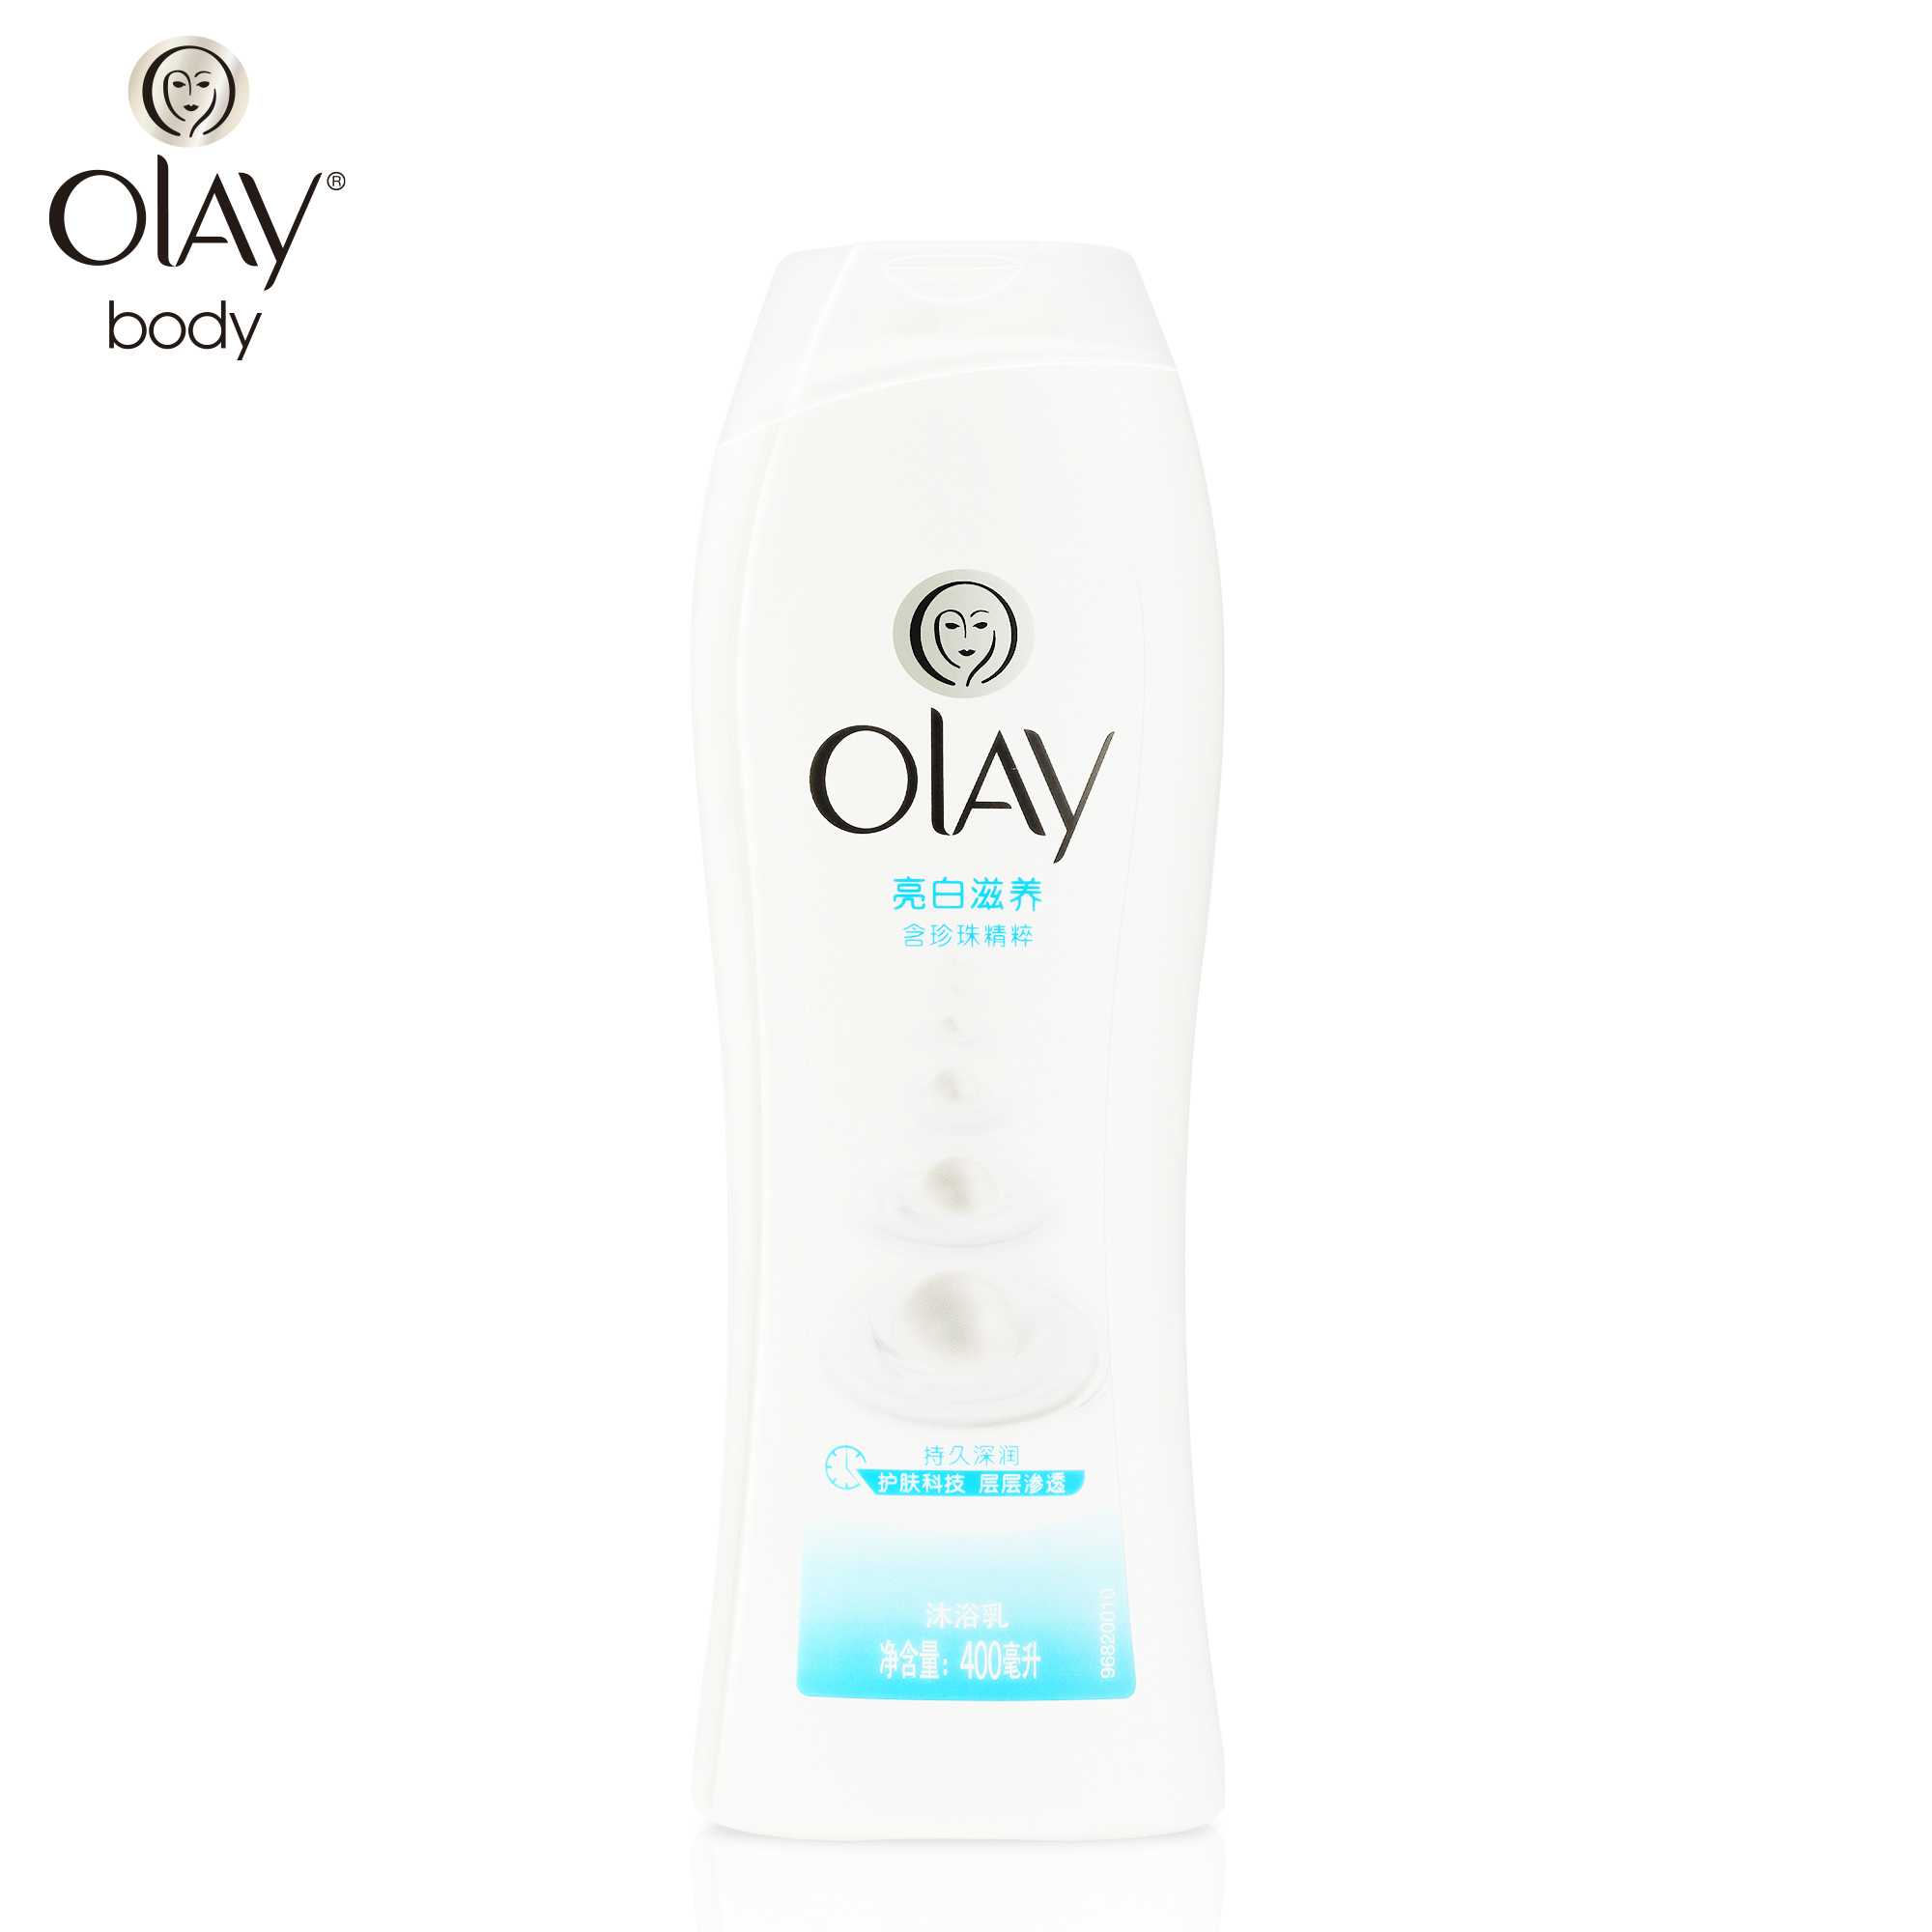 Olay®
body
Olay
亮白滋养
含珍珠精粹
持久深润
护肤科技 层层渗透
沐浴乳
净含量：400毫升
96820010